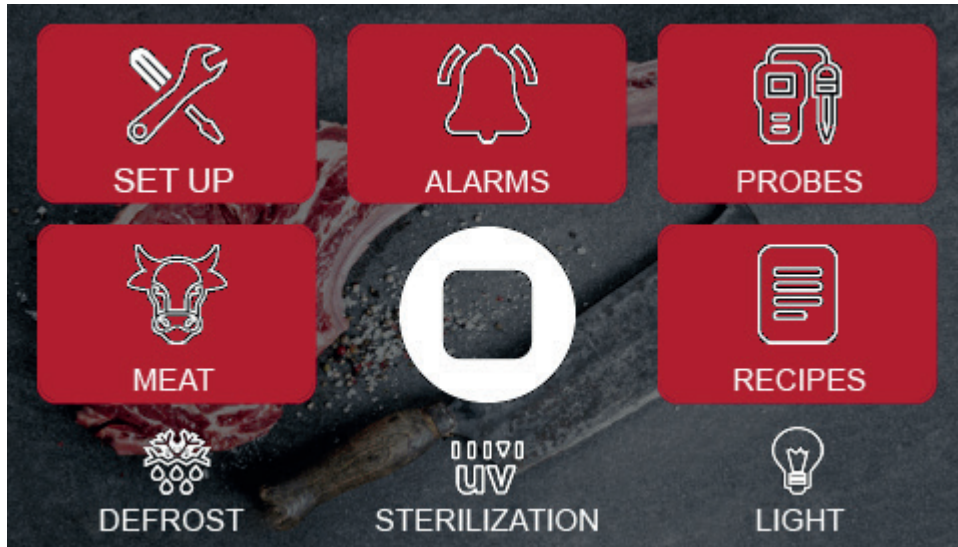 SET UP
ALARMS
PROBES
MEAT
RECIPES
UV
DEFROST
STERILIZATION
LIGHT